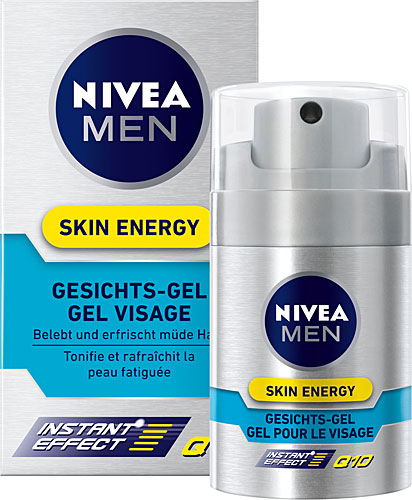 NIVEA
MEN
SKIN ENERGY
GESICHTS-GEL
GEL VISAGE
Belebt und erfrischt müde
Tonifie et rafraîchit la
peau fatiguée
INSTANT
EFFECT
NIVEA
MEN
SKIN ENERGY
GESICHTS-GEL
GEL POUR LE VISAGE
INSTANT
EFFECT Q10